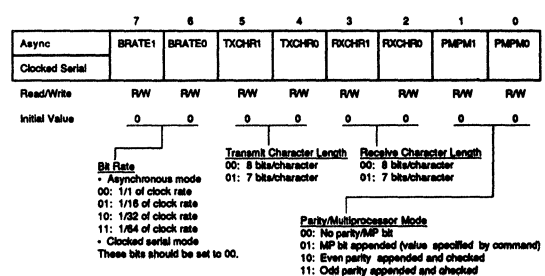 7 6 5 4 3 2 1 0
Async BRATE1 BRATE0 TXCHR1 TXCHR0 RXCHR1 RXCHR0 PMPM1 PMPM0
Clocked Serial
Read/Write R/W R/W R/W R/W R/W R/W R/W R/W
Initial Value 0 0 0 0 0 0 0 0
Bit Rate
• Asynchronous mode
00: 1/1 of clock rate
01: 1/16 of clock rate
10: 1/32 of clock rate
11: 1/64 of clock rate
• Clocked serial mode
These bits should be set to 00.
Transmit Character Length
00: 8 bits/character
01: 7 bits/character
Receive Character Length
00: 8 bits/character
01: 7 bits/character
Parity/Multiprocessor Mode
00: No parity/MP bit
01: MP bit appended (value specified by command)
10: Even parity appended and checked
11: Odd parity appended and checked